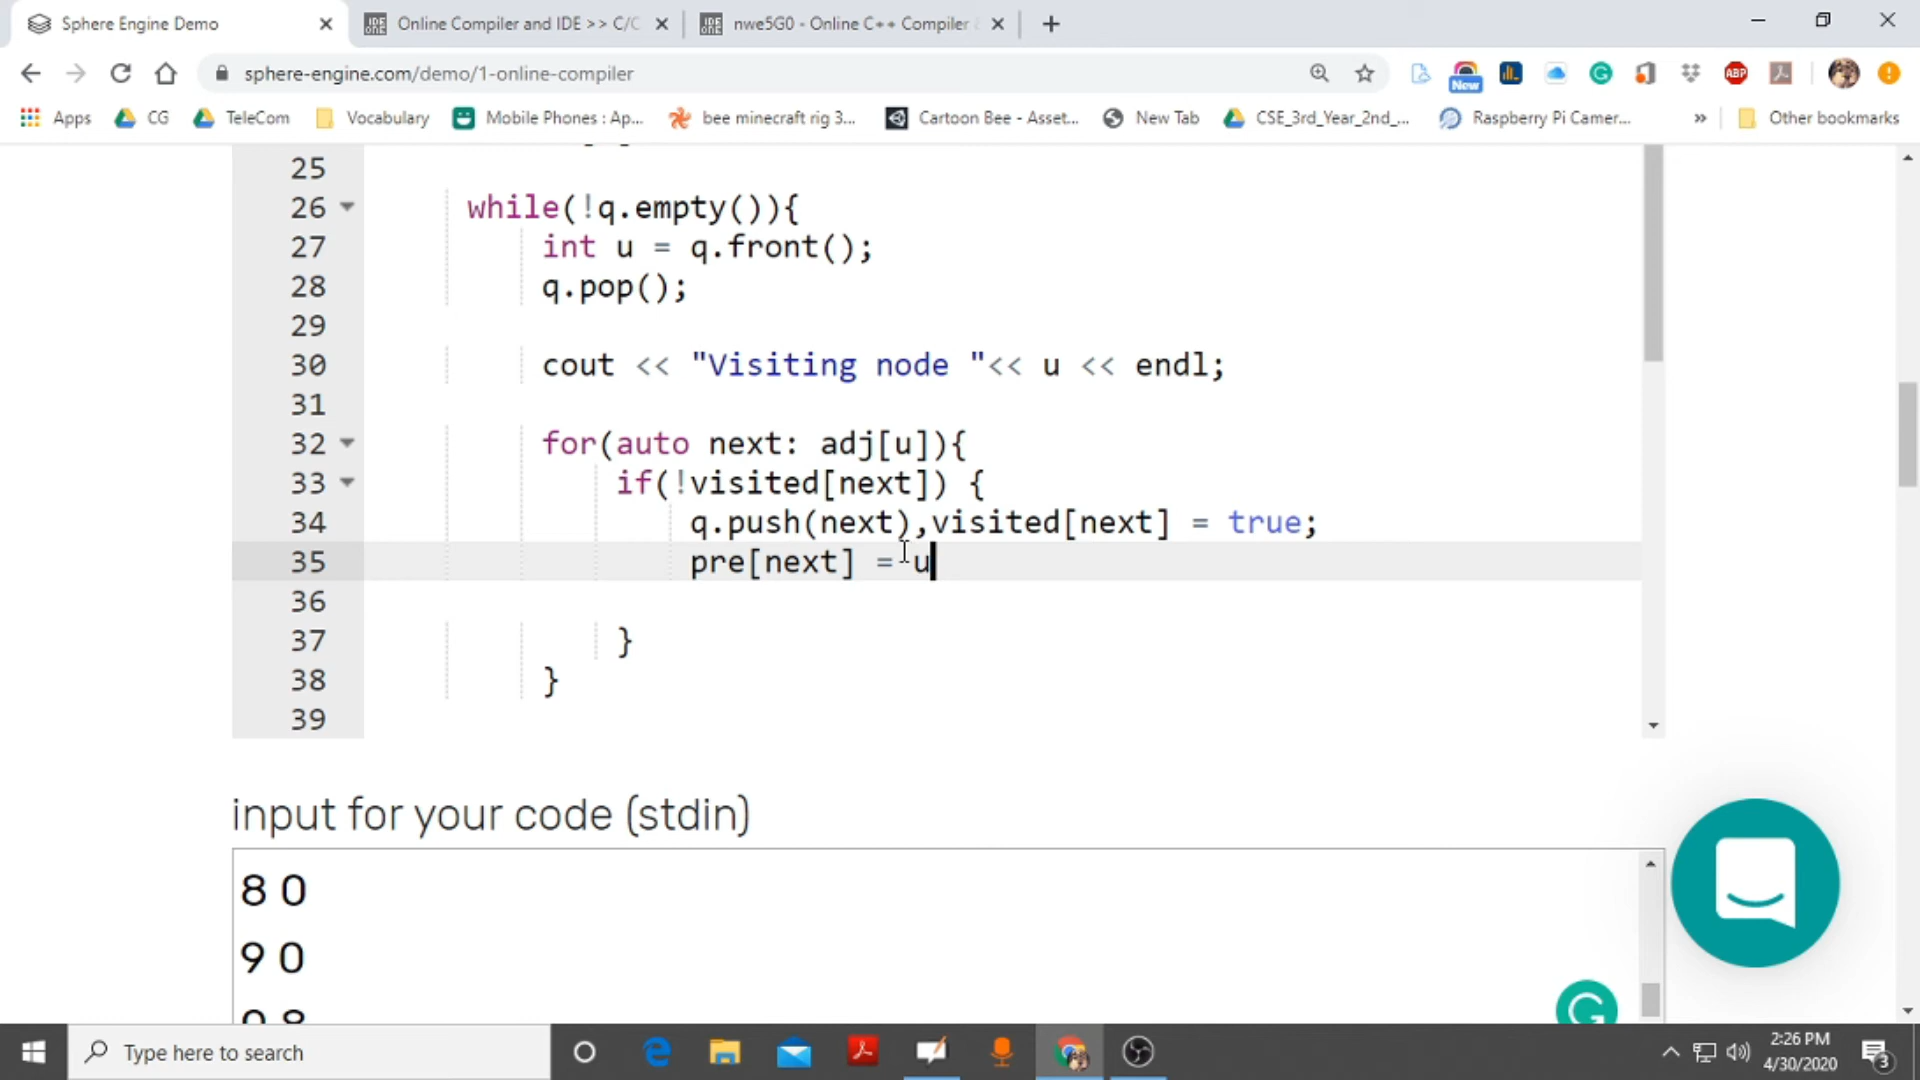 Sphere Engine Demo
Online Compiler and IDE >> C/C
nwe5G0 - Online C++ Compiler
sphere-engine.com/demo/1-online-compiler
New
ABP
Apps
CG
TeleCom
Vocabulary
Mobile Phones : Ap...
bee minecraft rig 3...
Cartoon Bee - Asset...
New Tab
CSE_3rd_Year_2nd_...
Raspberry Pi Camer...
»
Other bookmarks
25
26 while(!q.empty()){
27 int u = q.front();
28 q.pop();
29
30 cout << "Visiting node "<< u << endl;
31
32 for(auto next: adj[u]){
33 if(!visited[next]) {
34 q.push(next),visited[next] = true;
35 pre[next] = u
36
37 }
38 }
39
input for your code (stdin)
8 0
9 0
9 8
Type here to search
2:26 PM
4/30/2020
3